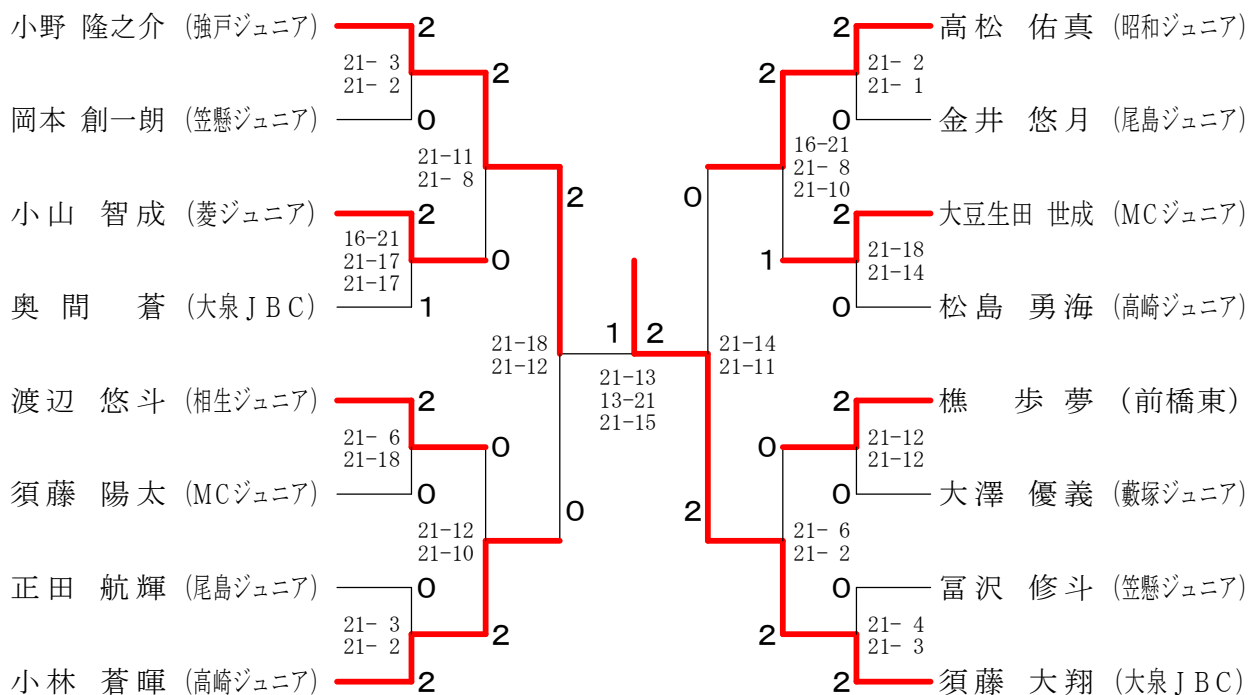 小野 隆之介 (強戸ジュニア) 2
21- 3
21- 2
2
岡本 創一朗 (笠懸ジュニア) 0
21-11
21- 8
2
小山 智成 (菱ジュニア) 2
16-21
21-17
21-17
0
奥間 蒼 (大泉JBC) 1
21-18
21-12
1
渡辺 悠斗 (相生ジュニア) 2
21- 6
21-18
0
須藤 陽太 (MCジュニア) 0
21-12
21-10
0
正田 航輝 (尾島ジュニア) 0
21- 3
21- 2
2
小林 蒼暉 (高崎ジュニア) 2
21-13
13-21
21-15
2 高松 佑真 (昭和ジュニア)
2
21- 2
21- 1
0 金井 悠月 (尾島ジュニア)
16-21
21- 8
21-10
0
2 大豆生田 世成 (MCジュニア)
1
21-18
21-14
0 松島 勇海 (高崎ジュニア)
2
21-14
21-11
2 樵 歩夢 (前橋東)
0
21-12
21-12
0 大澤 優義 (藪塚ジュニア)
2
21- 6
21- 2
0 冨沢 修斗 (笠懸ジュニア)
2
21- 4
21- 3
2 須藤 大翔 (大泉JBC)